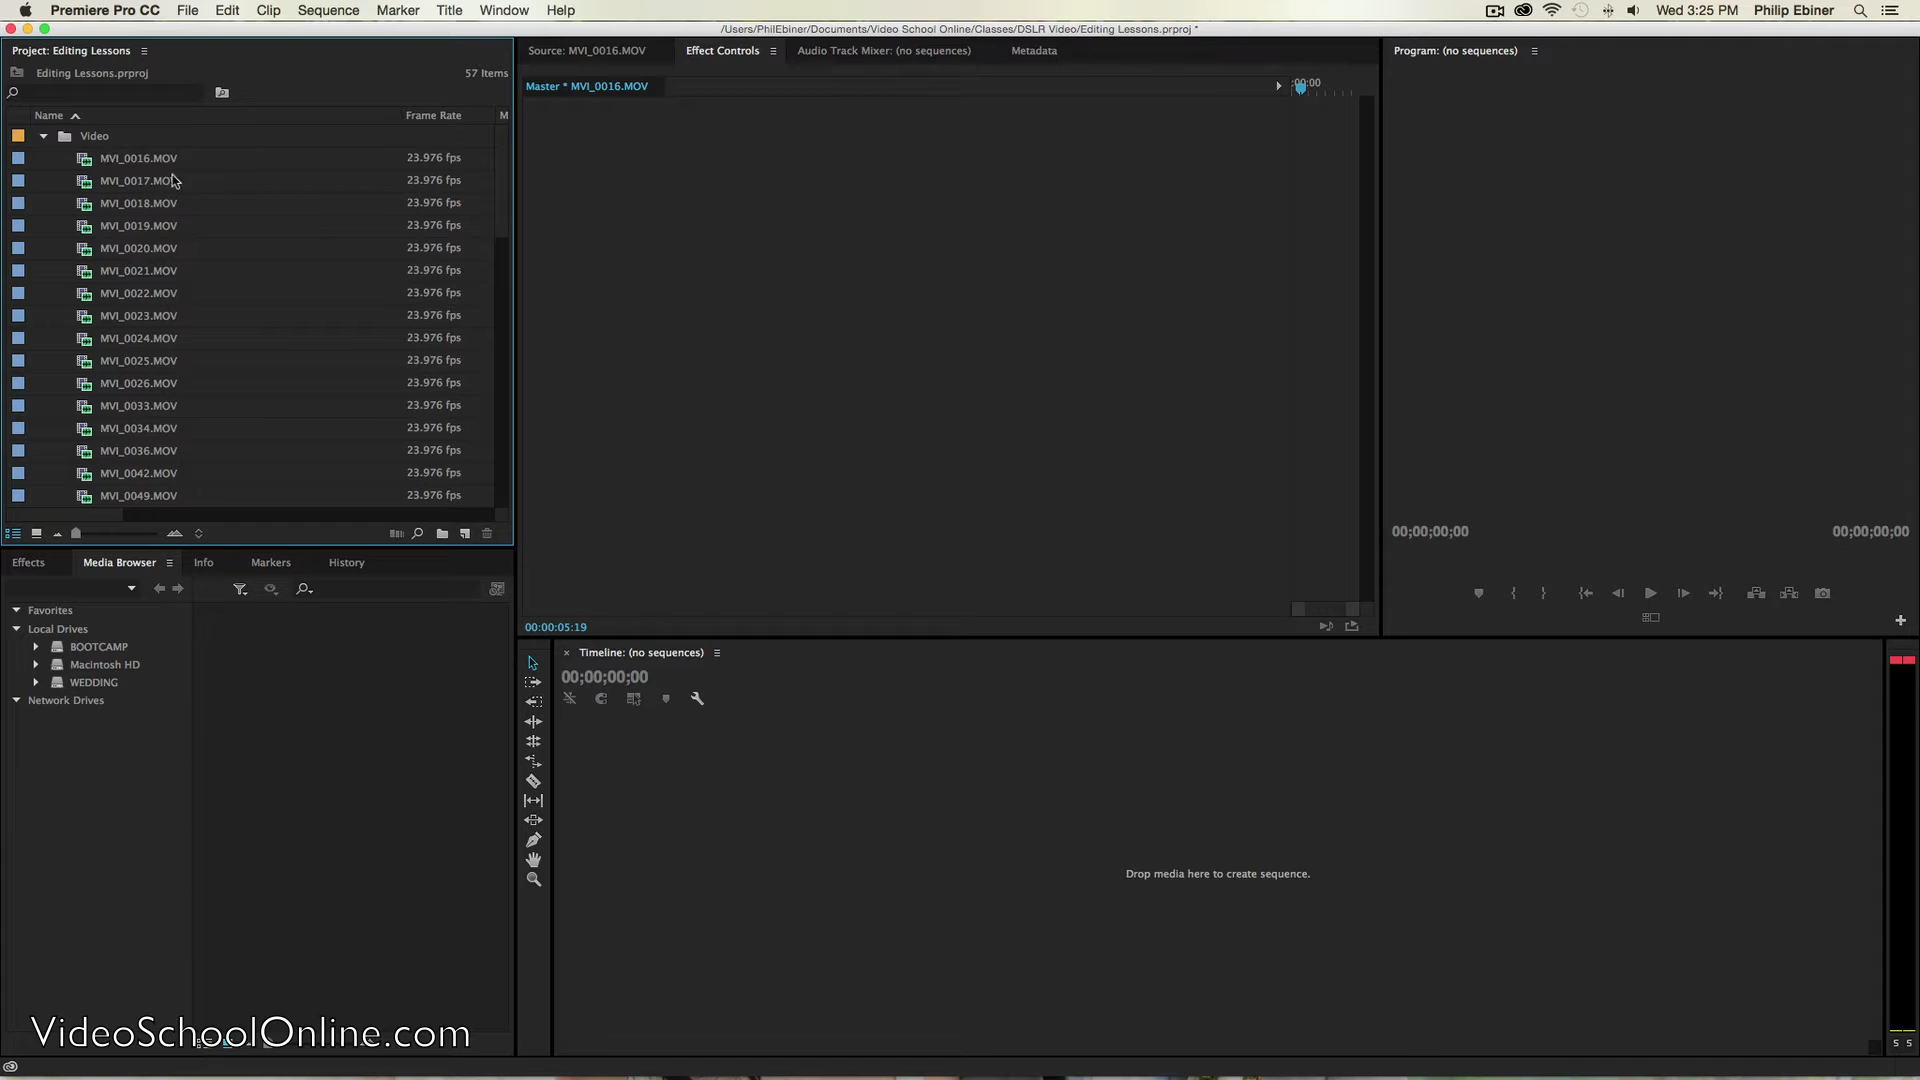 Premiere Pro CC File Edit Clip Sequence Marker Title Window Help Wed 3:25 PM Philip Ebiner
/Users/PhilEbiner/Documents/Video School Online/Classes/DSLR Video/Editing Lessons.prproj *
Project: Editing Lessons
Editing Lessons.prproj 57 Items
Name Frame Rate M
Video
MVI_0016.MOV 23.976 fps
MVI_0017.MOV 23.976 fps
MVI_0018.MOV 23.976 fps
MVI_0019.MOV 23.976 fps
MVI_0020.MOV 23.976 fps
MVI_0021.MOV 23.976 fps
MVI_0022.MOV 23.976 fps
MVI_0023.MOV 23.976 fps
MVI_0024.MOV 23.976 fps
MVI_0025.MOV 23.976 fps
MVI_0026.MOV 23.976 fps
MVI_0033.MOV 23.976 fps
MVI_0034.MOV 23.976 fps
MVI_0036.MOV 23.976 fps
MVI_0042.MOV 23.976 fps
MVI_0049.MOV 23.976 fps
Source: MVI_0016.MOV Effect Controls Audio Track Mixer: (no sequences) Metadata
Master * MVI_0016.MOV :00:00
00:00:05:19
Program: (no sequences)
00;00;00;00 00;00;00;00
Effects Media Browser Info Markers History
Favorites
Local Drives
BOOTCAMP
Macintosh HD
WEDDING
Network Drives
× Timeline: (no sequences)
00;00;00;00
Drop media here to create sequence.
S S
VideoSchoolOnline.com